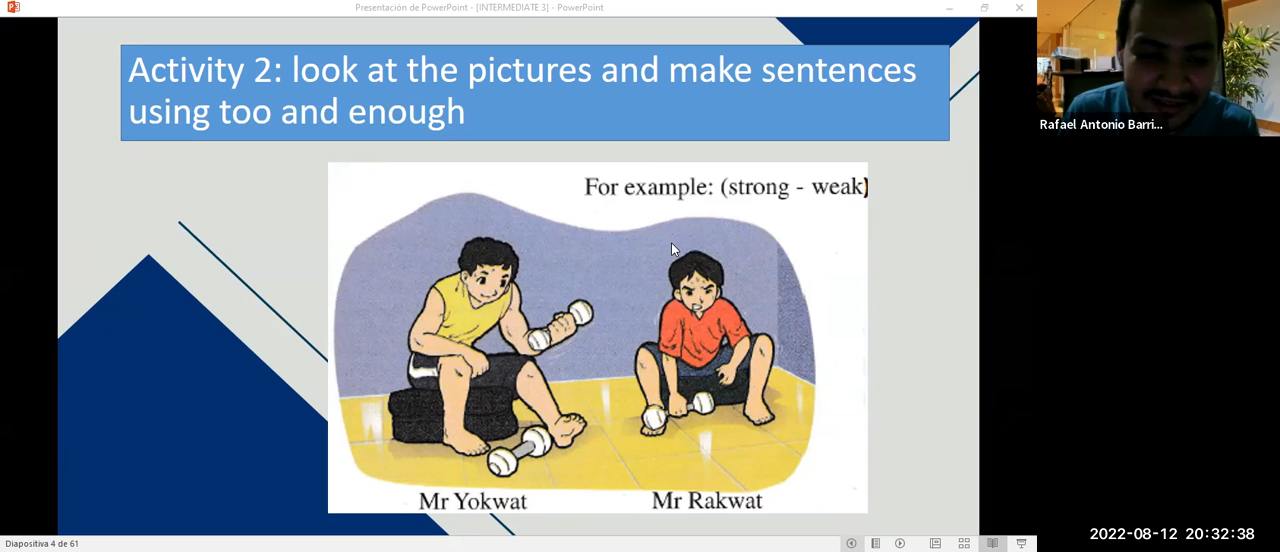 Presentación de PowerPoint - [INTERMEDIATE 3] - PowerPoint
Activity 2: look at the pictures and make sentences
using too and enough
For example: (strong - weak)
Mr Yokwat
Mr Rakwat
Rafael Antonio Barri...
Diapositiva 4 de 61
2022-08-12 20:32:38